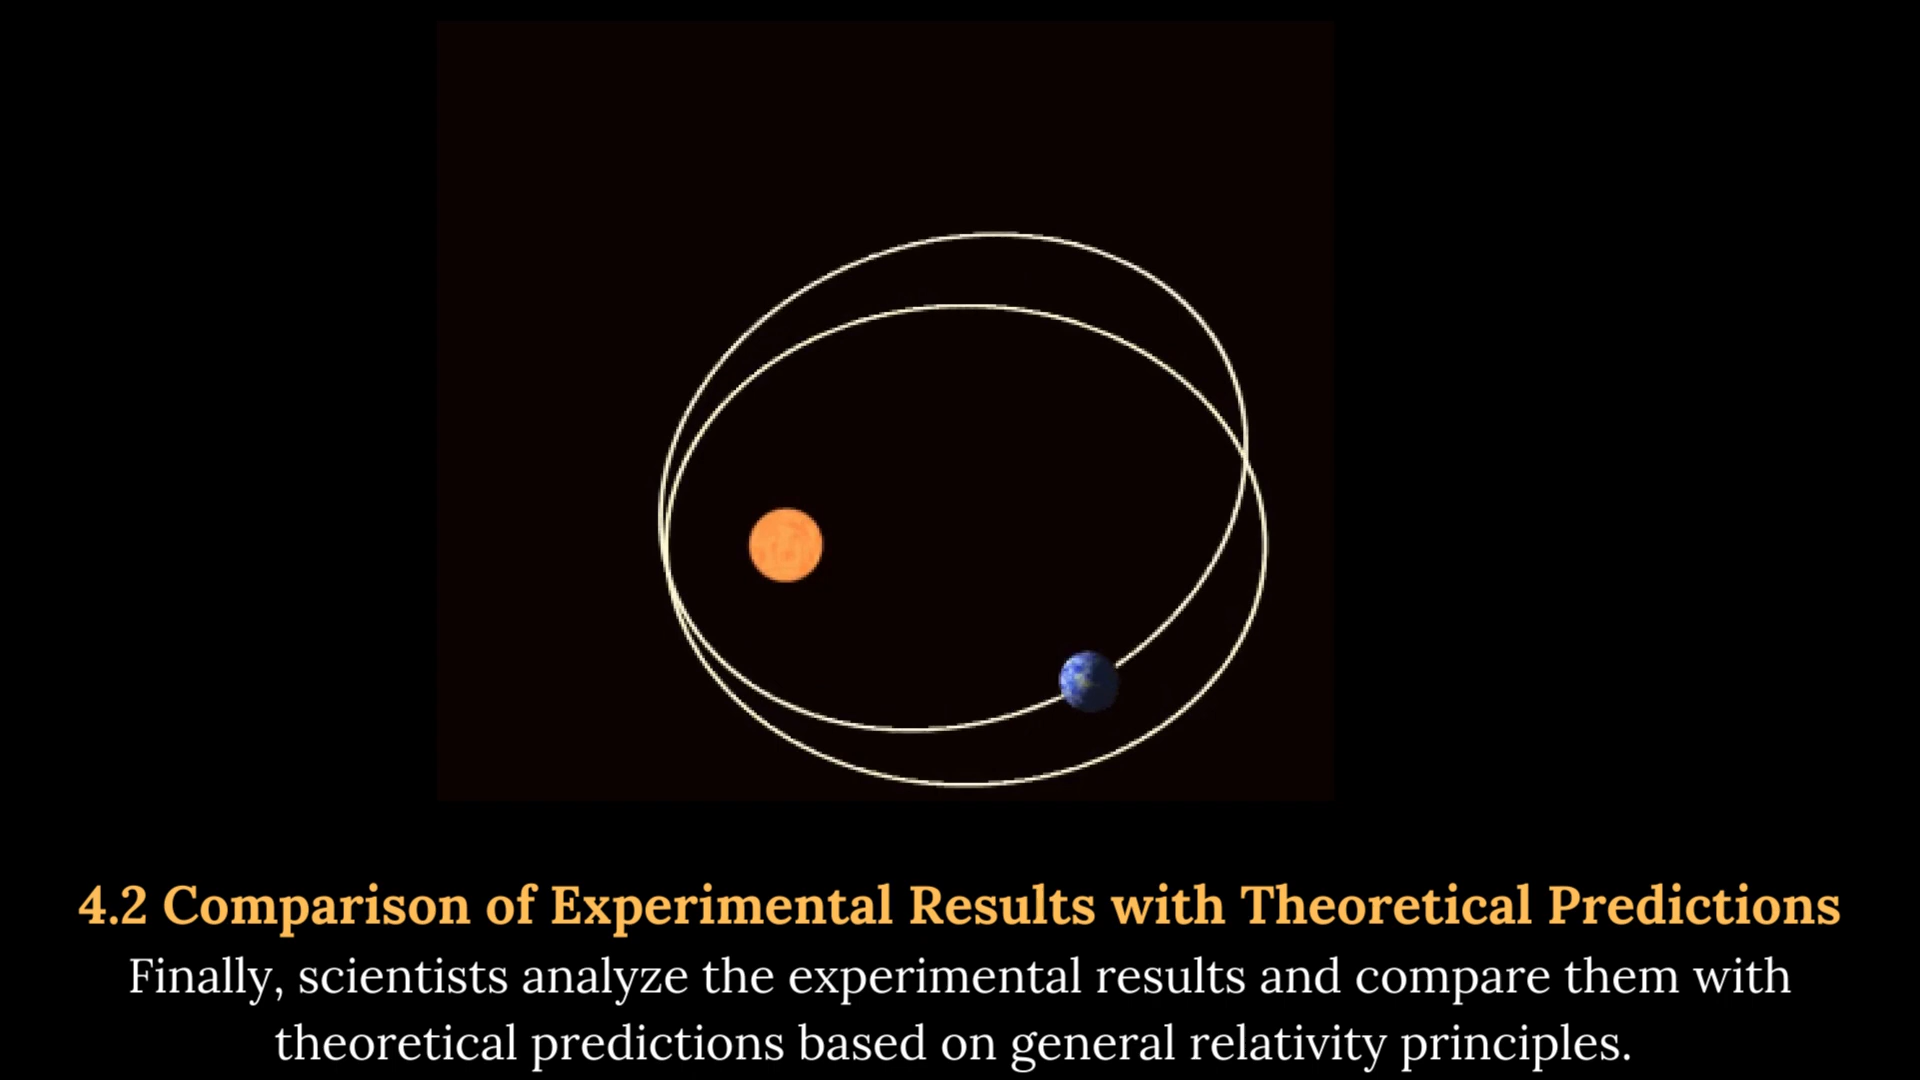 4.2 Comparison of Experimental Results with Theoretical Predictions
Finally, scientists analyze the experimental results and compare them with
theoretical predictions based on general relativity principles.